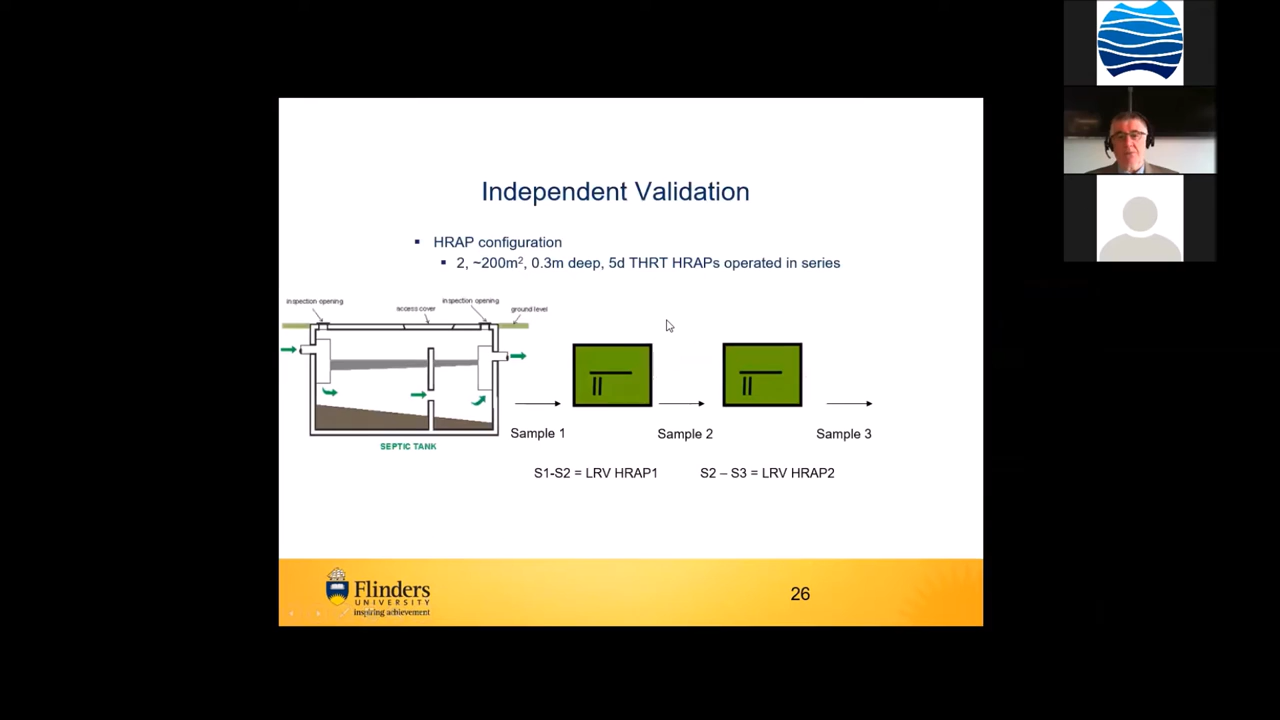 Independent Validation
▪ HRAP configuration
▪ 2, ~200m², 0.3m deep, 5d THRT HRAPs operated in series
inspection opening
access cover
inspection opening
ground level
SEPTIC TANK
Sample 1
Sample 2
Sample 3
S1-S2 = LRV HRAP1
S2 – S3 = LRV HRAP2
Flinders
UNIVERSITY
inspiring achievement
26